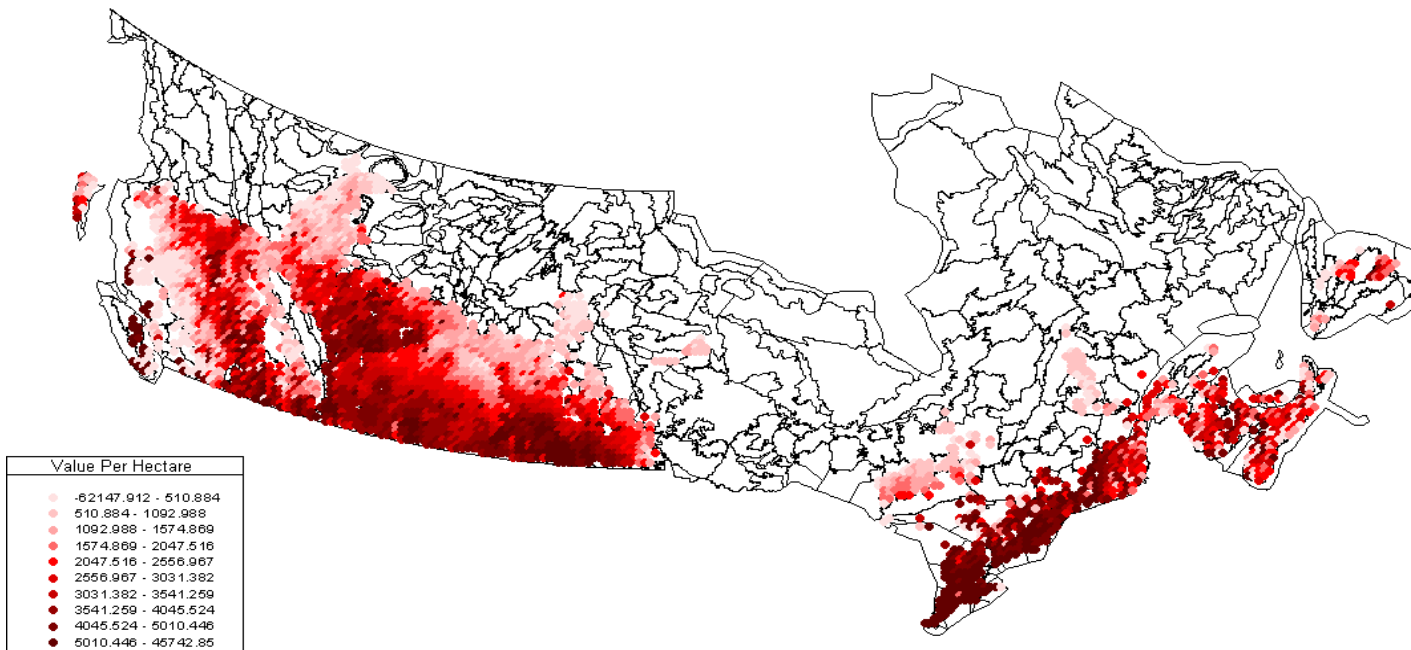 Value Per Hectare
-62147.912 - 510.884
510.884 - 1092.988
1092.988 - 1574.869
1574.869 - 2047.516
2047.516 - 2556.967
2556.967 - 3031.382
3031.382 - 3541.259
3541.259 - 4045.524
4045.524 - 5010.446
5010.446 - 45742.85